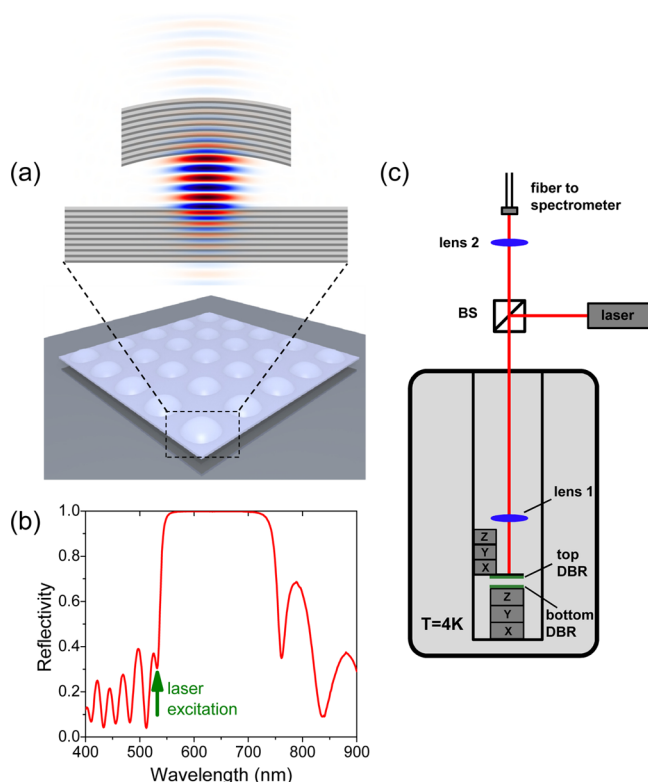 (a)
(c)
fiber to
spectrometer
lens 2
BS
laser
lens 1
Z
Y
X
top
DBR
Z
Y
X
bottom
DBR
T=4K
(b)
1.0
0.8
0.6
0.4
0.2
0.0
Reflectivity
laser
excitation
400
500
600
700
800
900
Wavelength (nm)